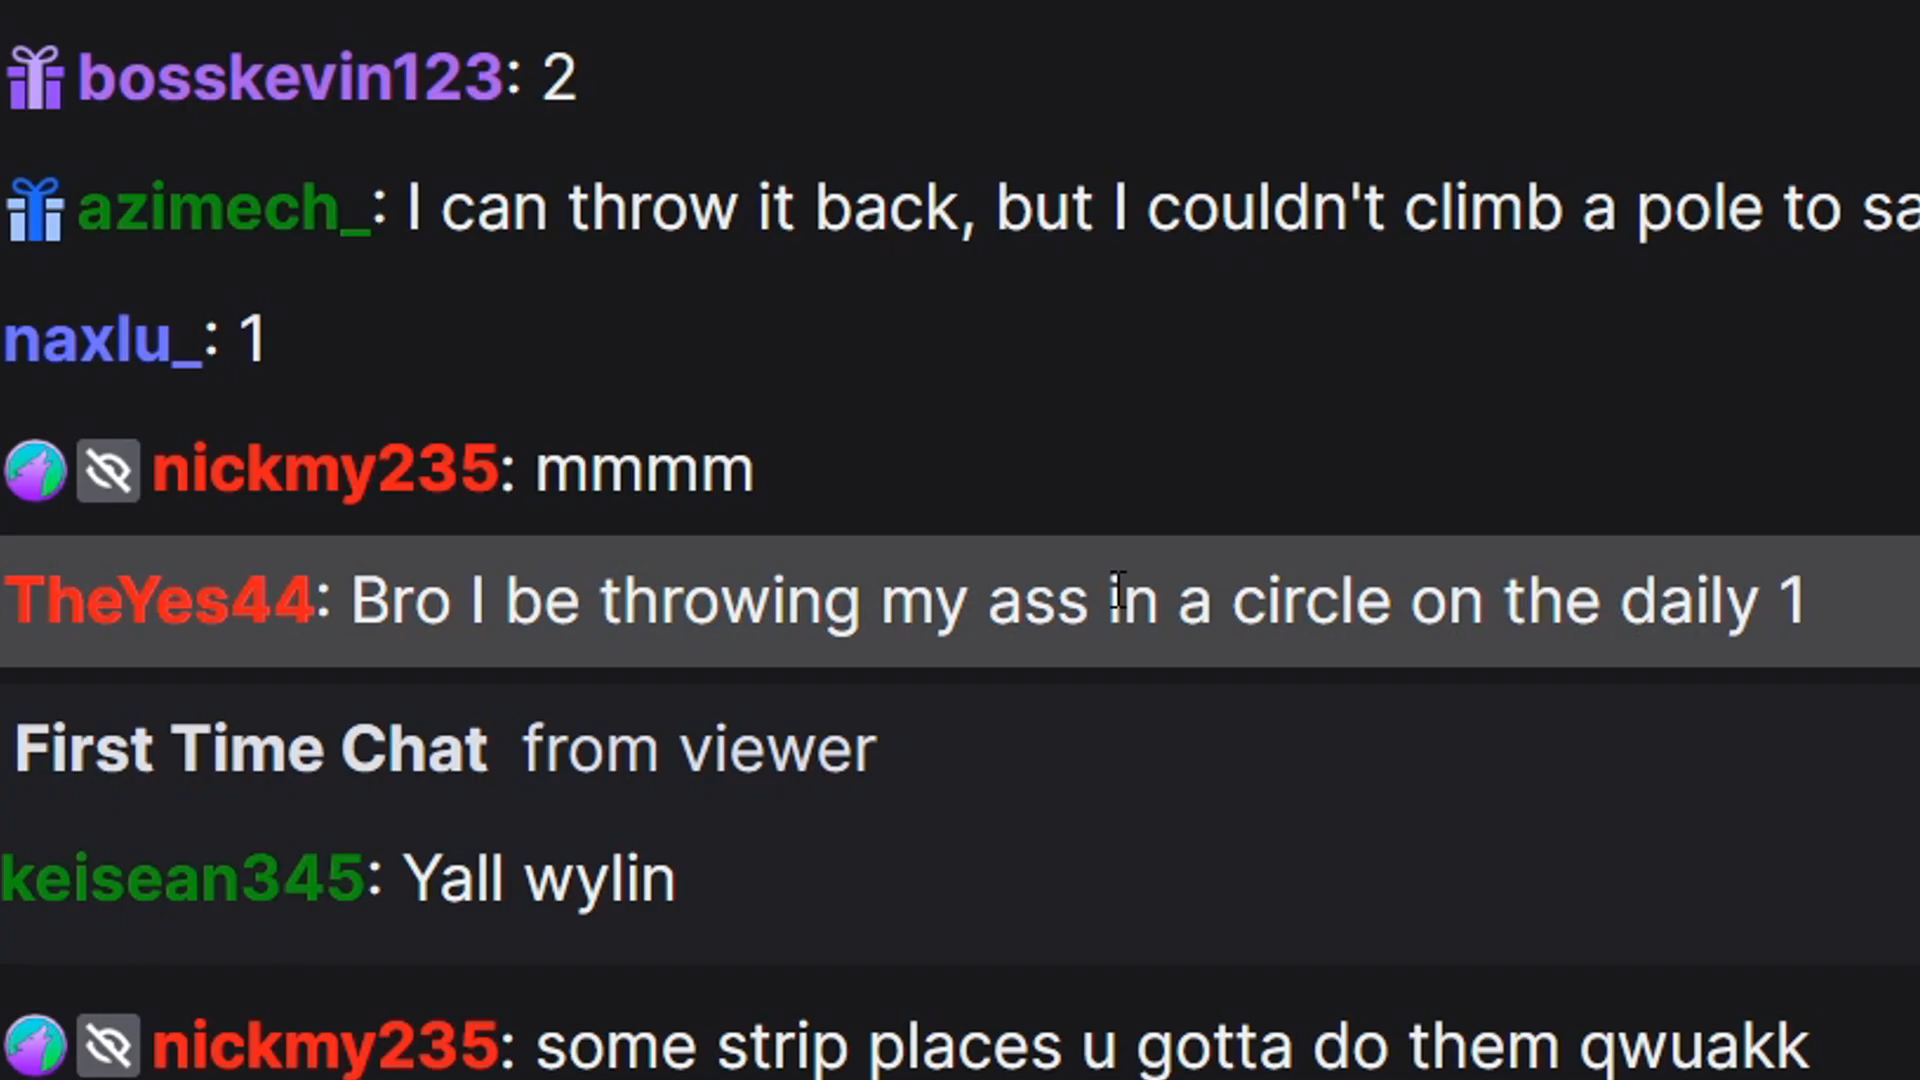 bosskevin123: 2
azimech_: I can throw it back, but I couldn't climb a pole to
naxlu_: 1
nickmy235: mmmm
TheYes44: Bro I be throwing my ass in a circle on the daily 1
First Time Chat from viewer
keisean345: Yall wylin
nickmy235: some strip places u gotta do them qwuakk